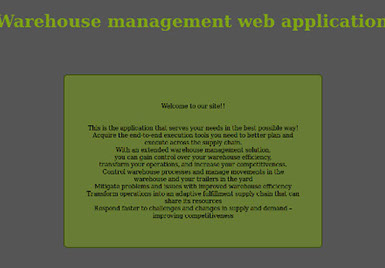 Warehouse management web application
Welcome to our site!!
This is the application that serves your needs in the best possible way!
Acquire the end-to-end execution tools you need to better plan and
execute across the supply chain.
With an extended warehouse management solution,
you can gain control over your warehouse efficiency,
transform your operations, and increase your competitiveness.
Control warehouse processes and manage movements in the
warehouse and your trailers in the yard
Mitigate problems and issues with improved warehouse efficiency
Transform operations into an adaptive fulfillment supply chain that can
share its resources
Respond faster to challenges and changes in supply and demand –
improving competitiveness